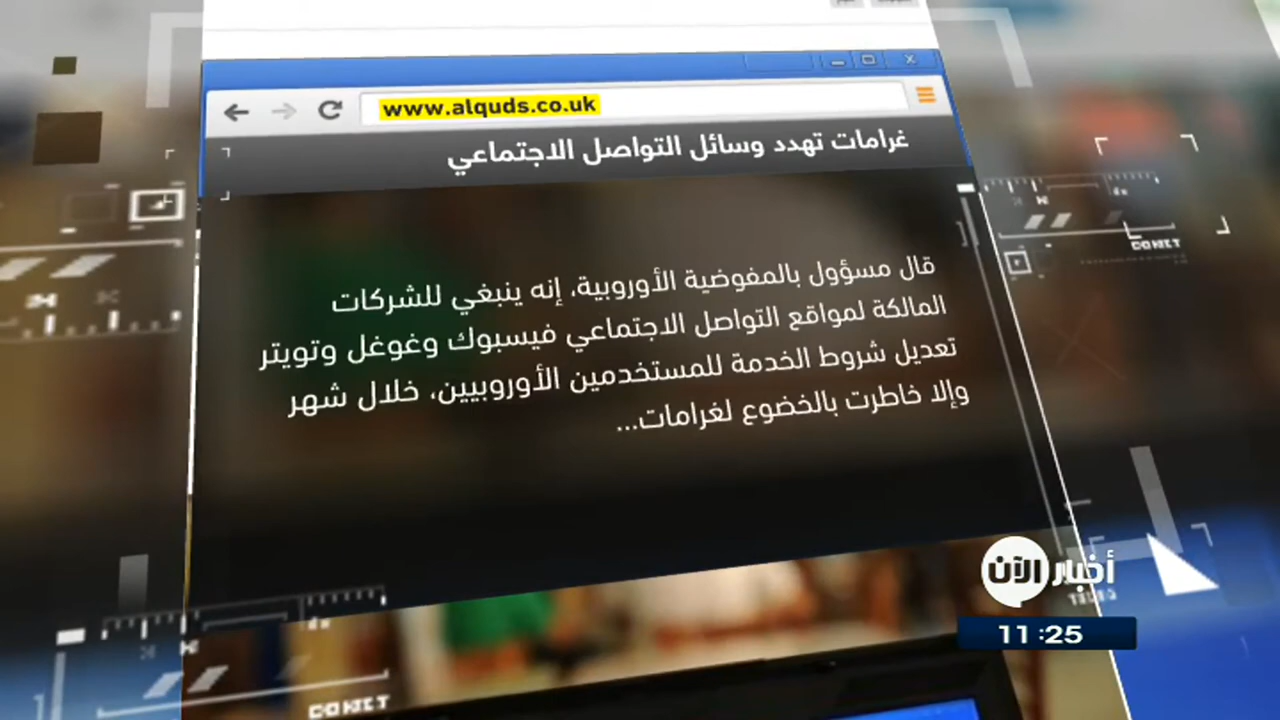 www.alquds.co.uk
غرامات تهدد وسائل التواصل الاجتماعي
قال مسؤول بالمفوضية الأوروبية، إنه ينبغي للشركات
المالكة لمواقع التواصل الاجتماعي فيسبوك وغوغل وتويتر
تعديل شروط الخدمة للمستخدمين الأوروبيين، خلال شهر
وإلا خاطرت بالخضوع لغرامات...
أخبار الآن
11:25